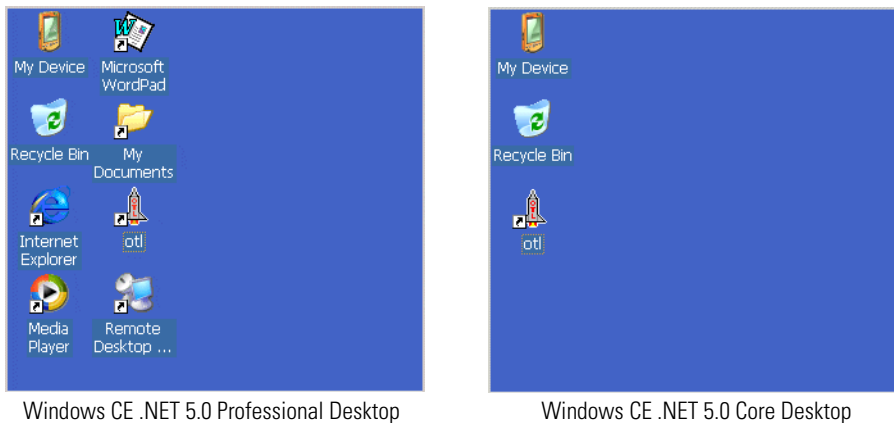 My Device
Microsoft
WordPad
Recycle Bin
My
Documents
Internet
Explorer
otl
Media
Player
Remote
Desktop ...
Windows CE .NET 5.0 Professional Desktop
My Device
Recycle Bin
otl
Windows CE .NET 5.0 Core Desktop